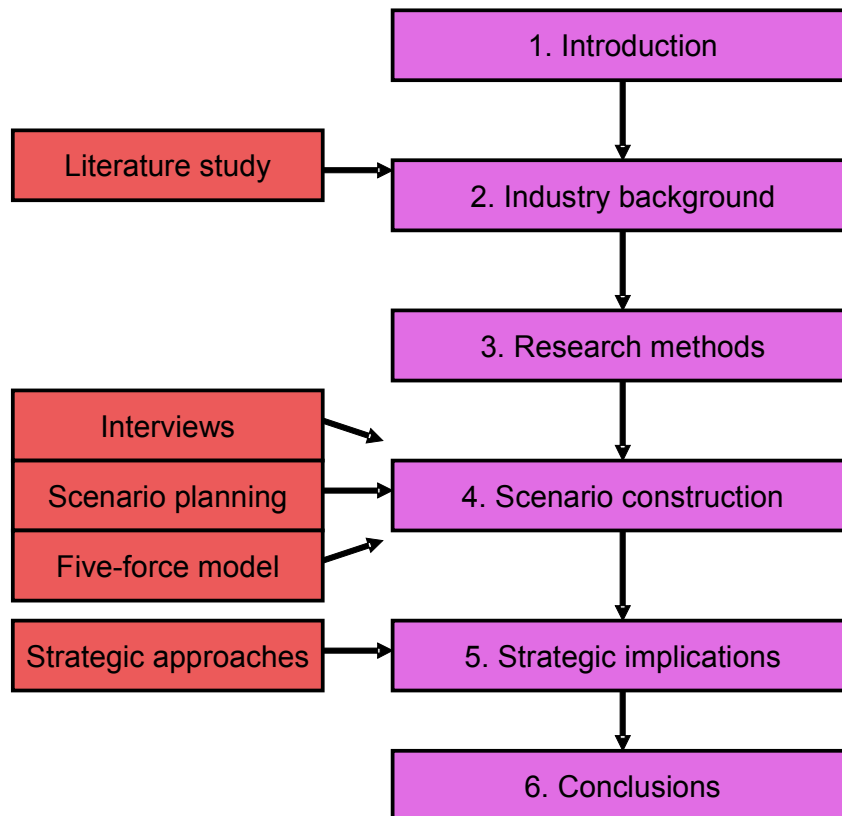 1. Introduction
Literature study
2. Industry background
3. Research methods
Interviews
Scenario planning
4. Scenario construction
Five-force model
Strategic approaches
5. Strategic implications
6. Conclusions